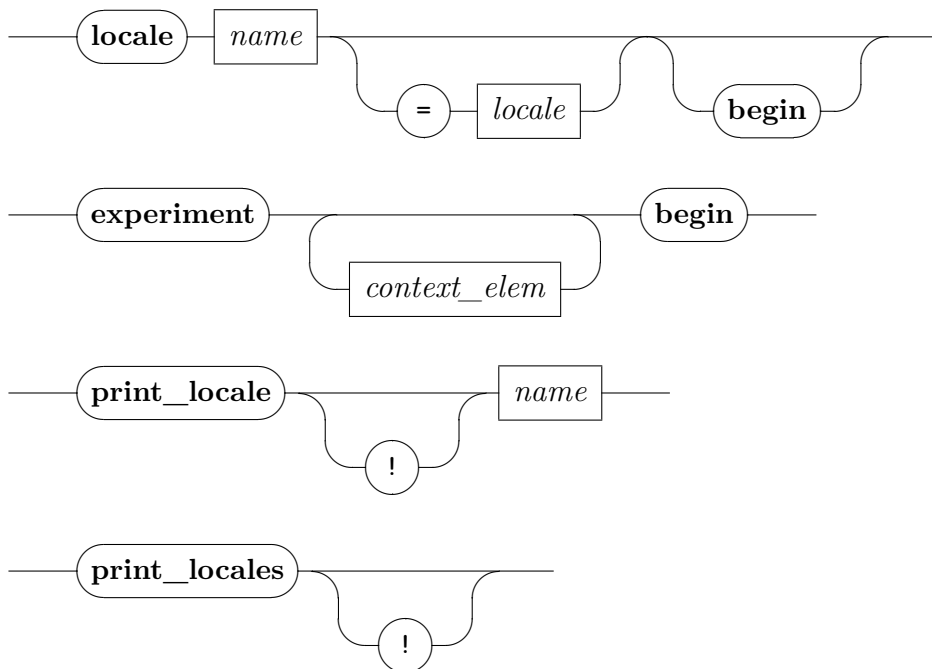 locale name
= locale begin
experiment begin
context_elem
print_locale name
!
print_locales
!